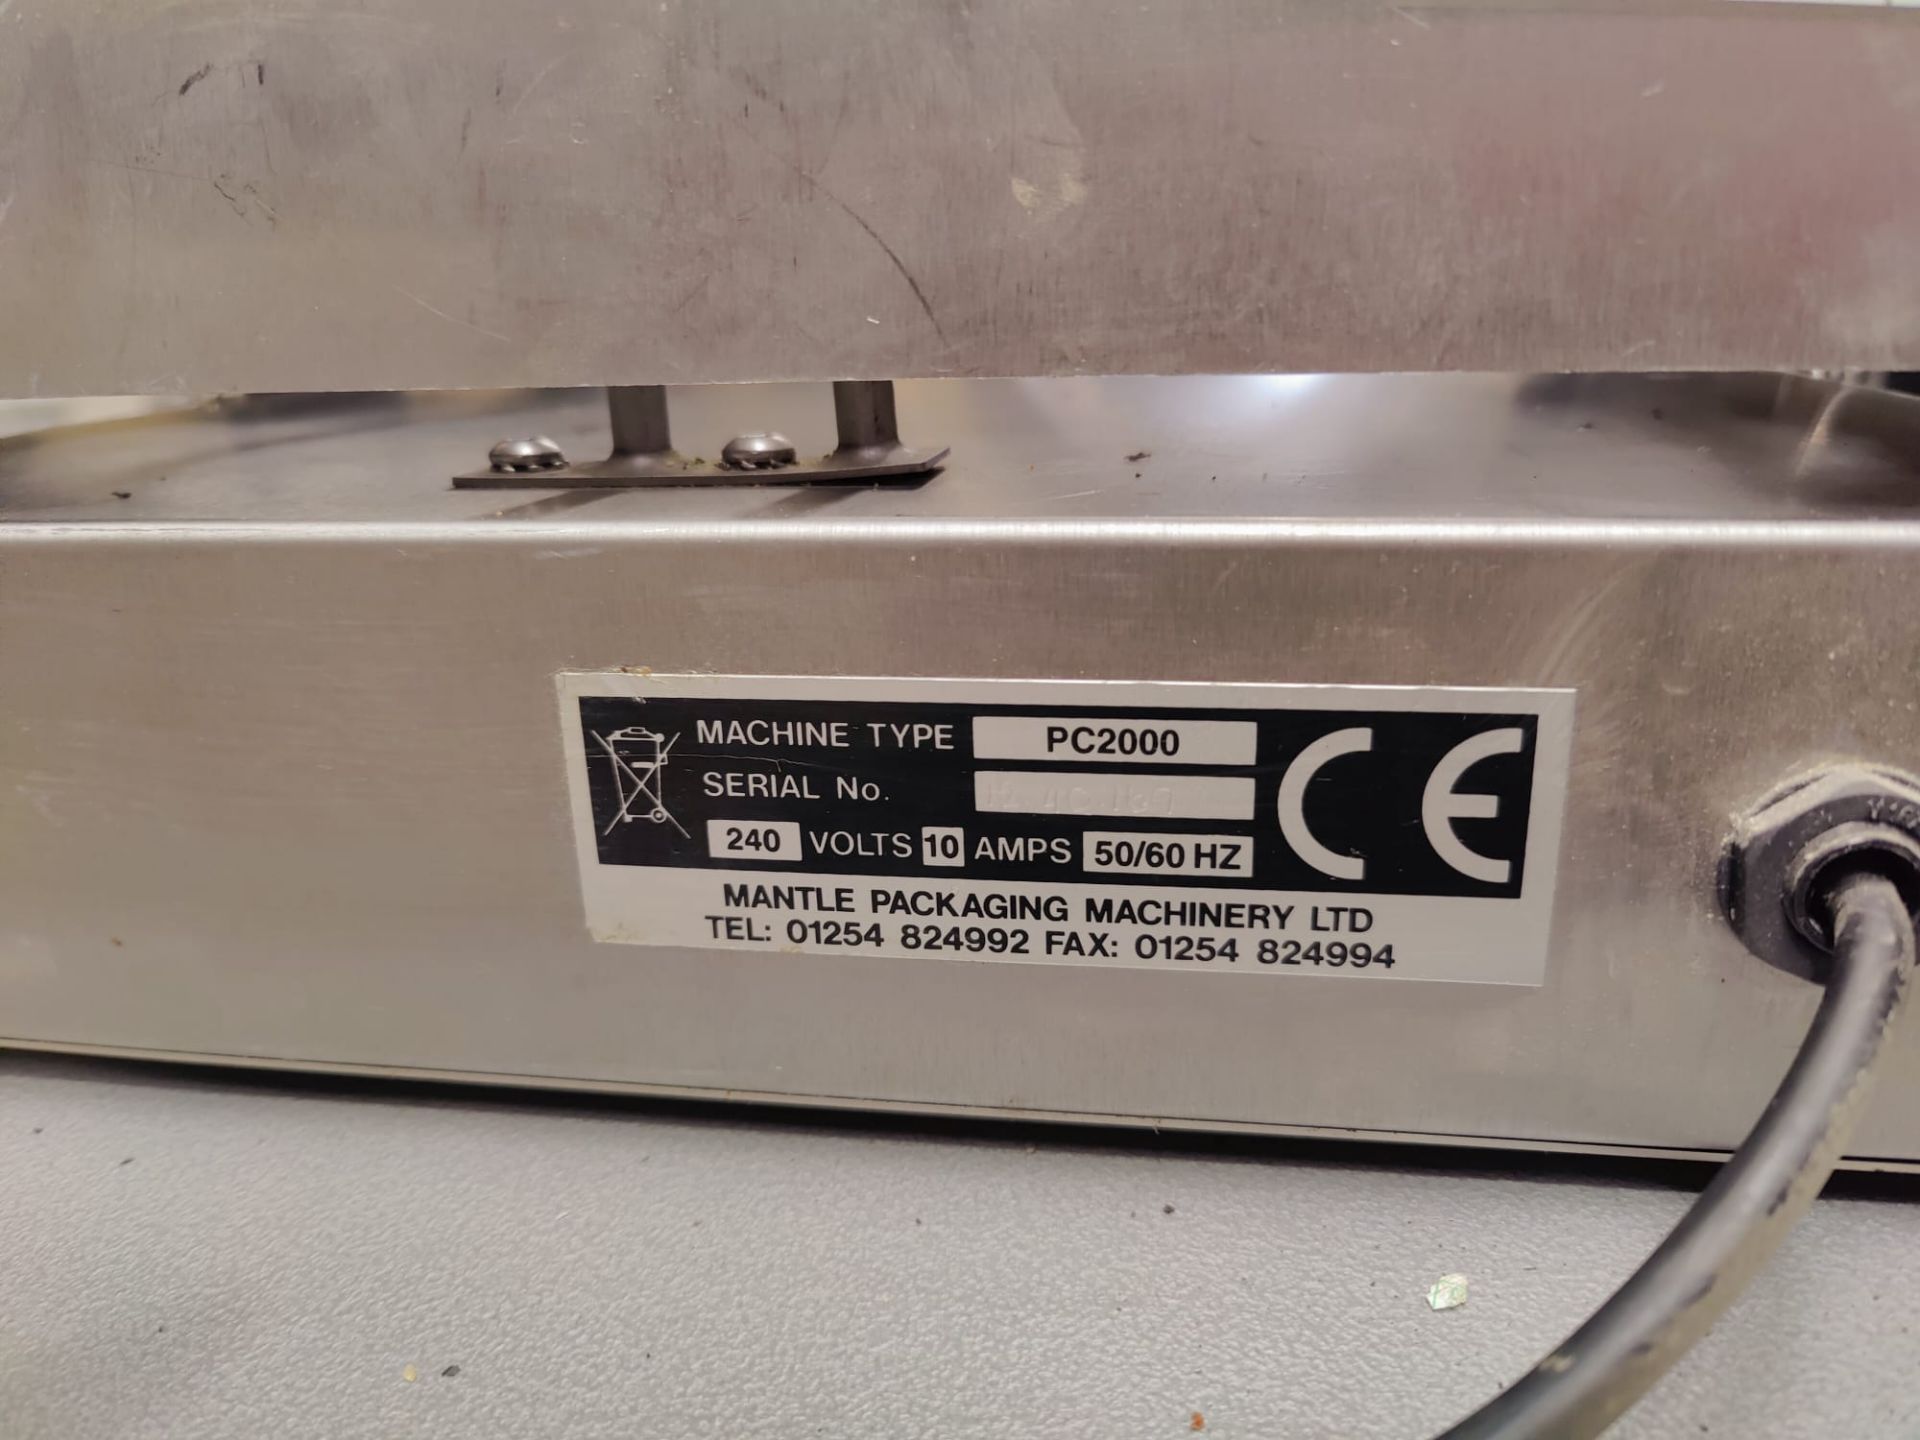 MACHINE TYPE PC2000
SERIAL No.
240 VOLTS 10 AMPS 50/60 HZ
CE
MANTLE PACKAGING MACHINERY LTD
TEL: 01254 824992 FAX: 01254 824994